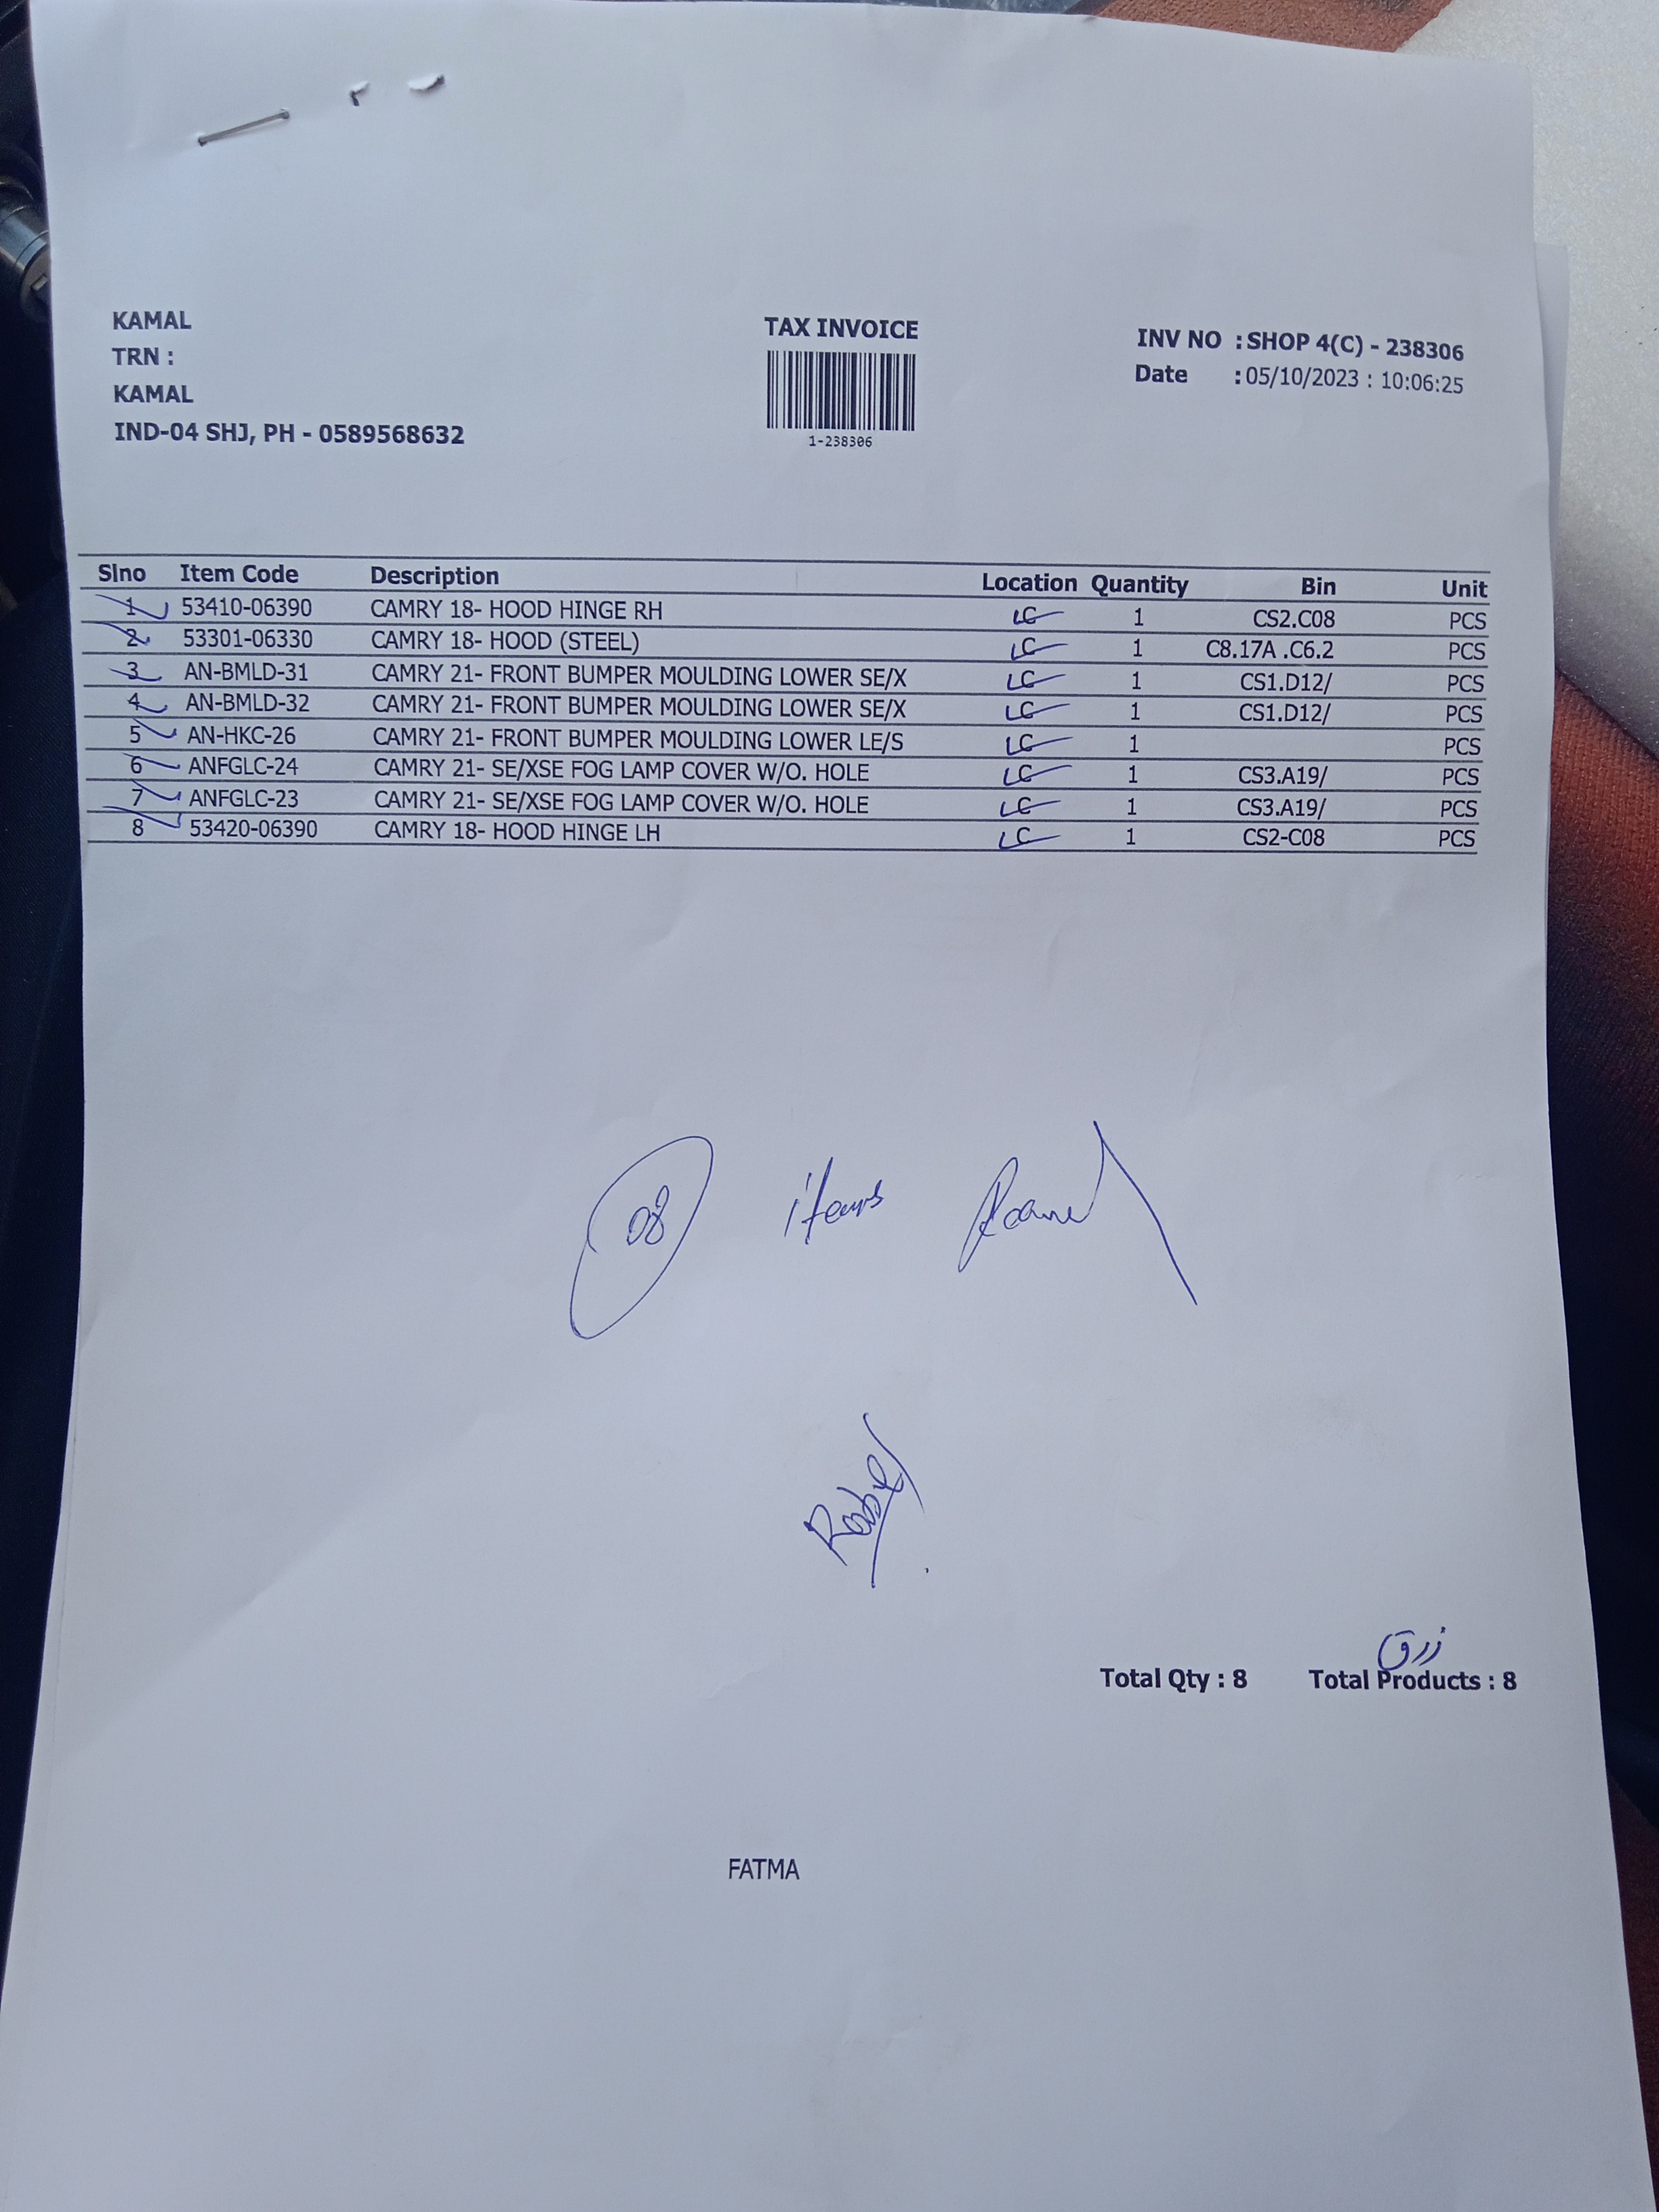 KAMAL
TRN :
KAMAL
IND-04 SHJ, PH - 0589568632
TAX INVOICE
1-238306
INV NO : SHOP 4(C) - 238306
Date : 05/10/2023 : 10:06:25
Slno Item Code Description Location Quantity Bin Unit
1 53410-06390 CAMRY 18- HOOD HINGE RH LC 1 CS2.C08 PCS
2 53301-06330 CAMRY 18- HOOD (STEEL) LC 1 C8.17A .C6.2 PCS
3 AN-BMLD-31 CAMRY 21- FRONT BUMPER MOULDING LOWER SE/X LC 1 CS1.D12/ PCS
4 AN-BMLD-32 CAMRY 21- FRONT BUMPER MOULDING LOWER SE/X LC 1 CS1.D12/ PCS
5 AN-HKC-26 CAMRY 21- FRONT BUMPER MOULDING LOWER LE/S LC 1 PCS
6 ANFGLC-24 CAMRY 21- SE/XSE FOG LAMP COVER W/O. HOLE LC 1 CS3.A19/ PCS
7 ANFGLC-23 CAMRY 21- SE/XSE FOG LAMP COVER W/O. HOLE LC 1 CS3.A19/ PCS
8 53420-06390 CAMRY 18- HOOD HINGE LH LC 1 CS2-C08 PCS
08 items
زرق
Total Qty : 8 Total Products : 8
FATMA